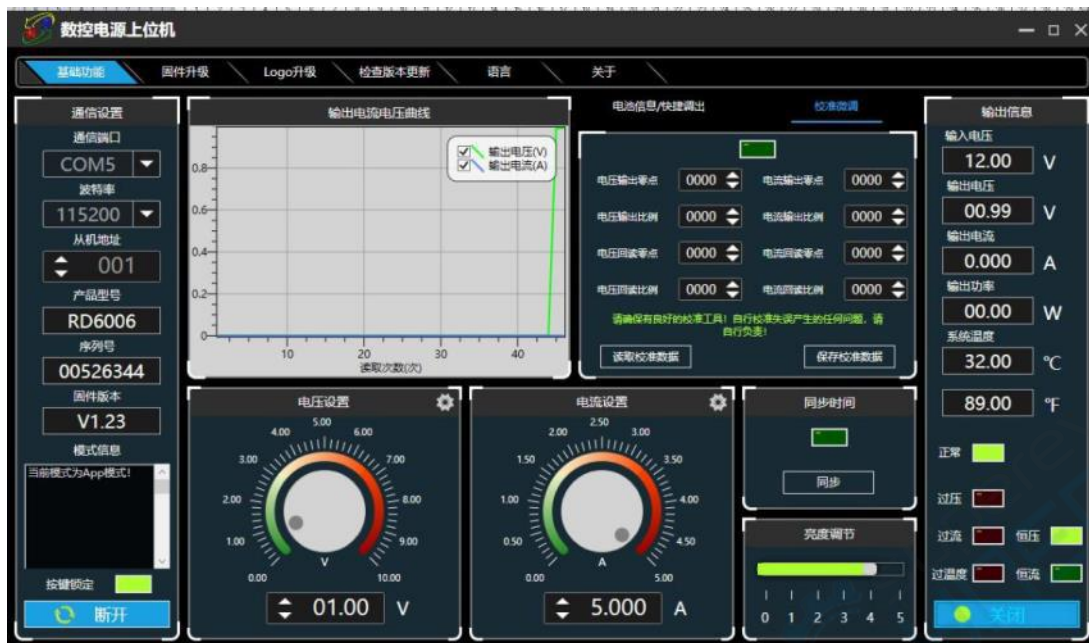 数控电源上位机
基础功能 固件升级 Logo升级 检查版本更新 语言 关于
通信设置
通信端口
COM5
波特率
115200
从机地址
001
产品型号
RD6006
序列号
00526344
固件版本
V1.23
模式信息
当前模式为App模式!
按键锁定
断开
输出电流电压曲线
输出电压(V)
输出电流(A)
0.8
0.6
0.4
0.2
0
10 20 30 40
读取次数(次)
电池信息/快捷调出 校准微调
电压输出零点 0000 电流输出零点 0000
电压输出比例 0000 电流输出比例 0000
电压回读零点 0000 电流回读零点 0000
电压回读比例 0000 电流回读比例 0000
请确保有良好的校准工具！自行校准失误产生的任何问题，请
自行负责!
读取校准数据 保存校准数据
电压设置
0.00 1.00 2.00 3.00 4.00 5.00 6.00 7.00 8.00 9.00 10.00
V
01.00 V
电流设置
0.00 0.50 1.00 1.50 2.00 2.50 3.00 3.50 4.00 4.50 5.00
A
5.000 A
同步时间
同步
亮度调节
0 1 2 3 4 5
输出信息
输入电压
12.00 V
输出电压
00.99 V
输出电流
0.000 A
输出功率
00.00 W
系统温度
32.00 ℃
89.00 ℉
正常
过压
过流 恒压
过温度 恒流
关闭